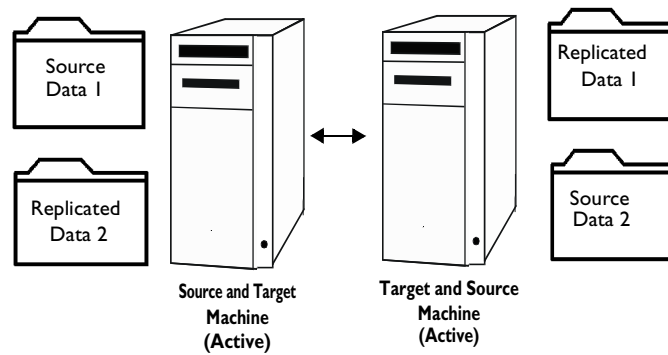 Source
Data 1
Replicated
Data 2
Source and Target
Machine
(Active)
Target and Source
Machine
(Active)
Replicated
Data 1
Source
Data 2